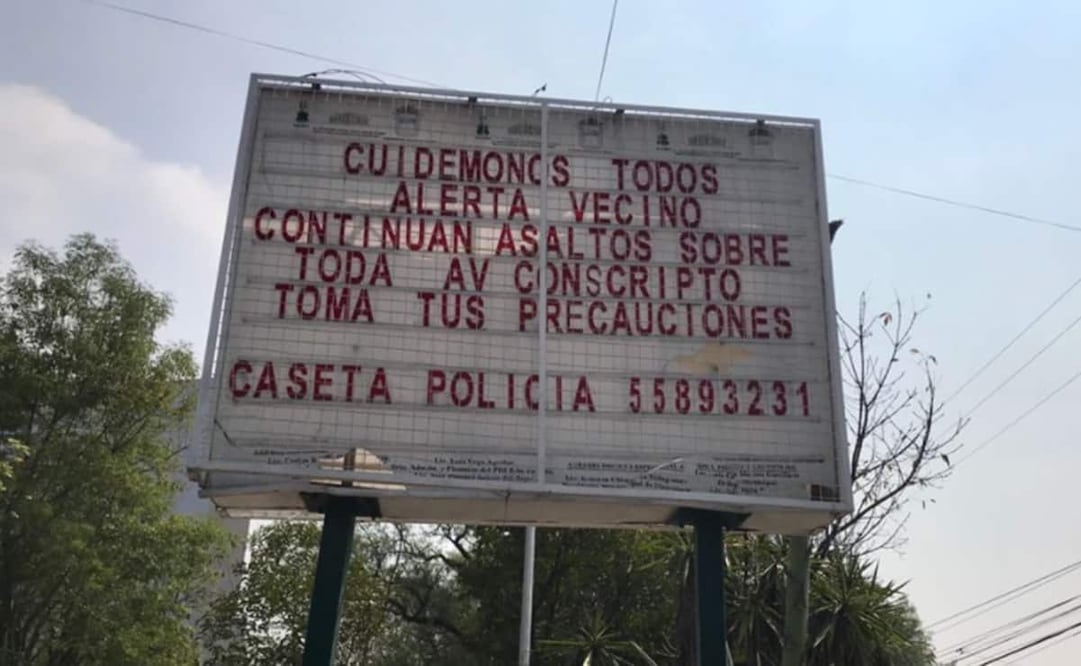 CUIDEMONOS TODOS
ALERTA VECINO
CONTINUAN ASALTOS SOBRE
TODA AV CONSCRIPTO
TOMA TUS PRECAUCIONES
CASETA POLICIA 55893231